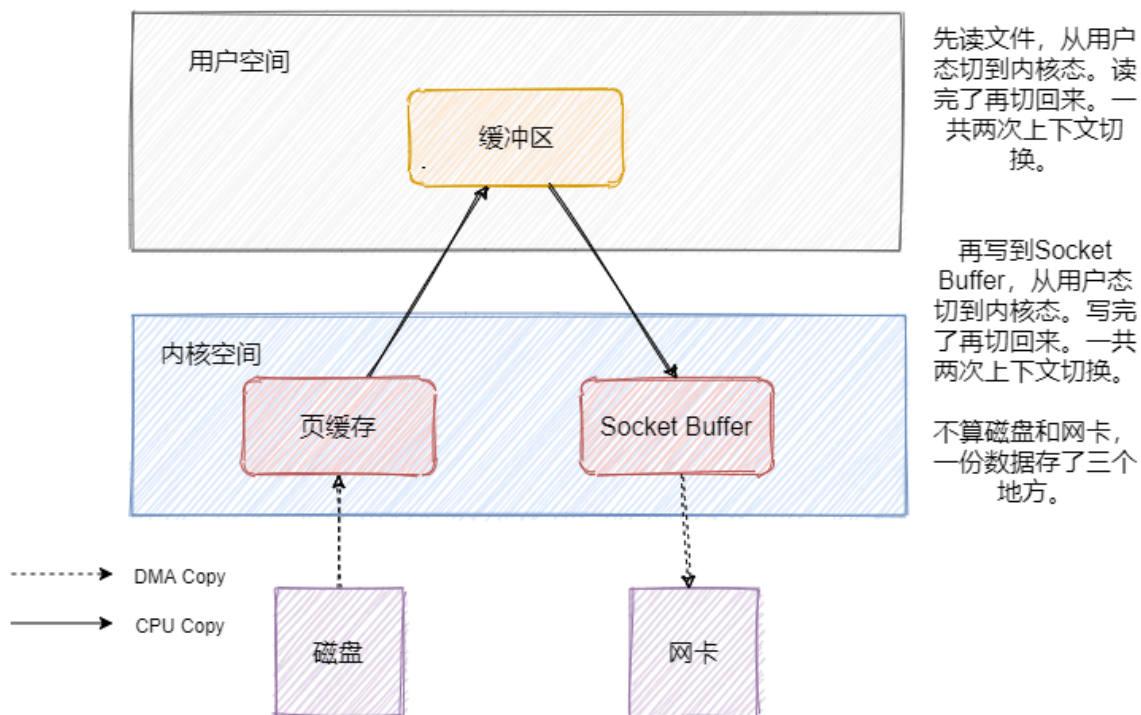 用户空间
缓冲区
先读文件，从用户
态切到内核态。读
完了再切回来。一
共两次上下文切
换。
再写到Socket
Buffer，从用户态
切到内核态。写完
了再切回来。一共
两次上下文切换。
不算磁盘和网卡，
一份数据存了三个
地方。
内核空间
页缓存
Socket Buffer
DMA Copy
CPU Copy
磁盘
网卡